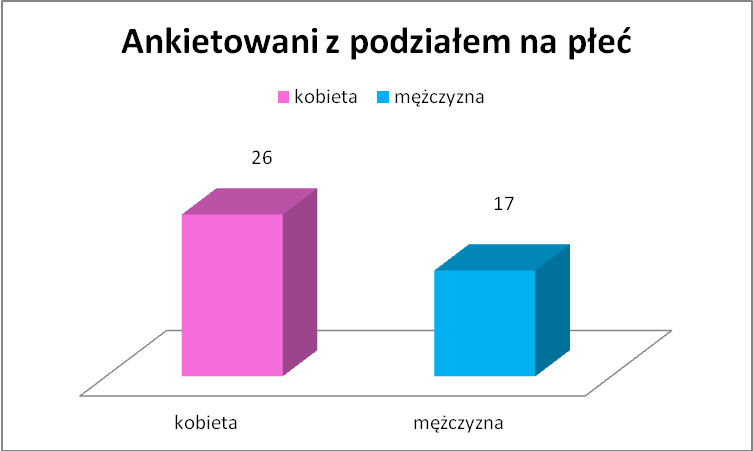 Ankietowani z podziałem na płeć
kobieta mężczyzna
26
17
kobieta mężczyzna